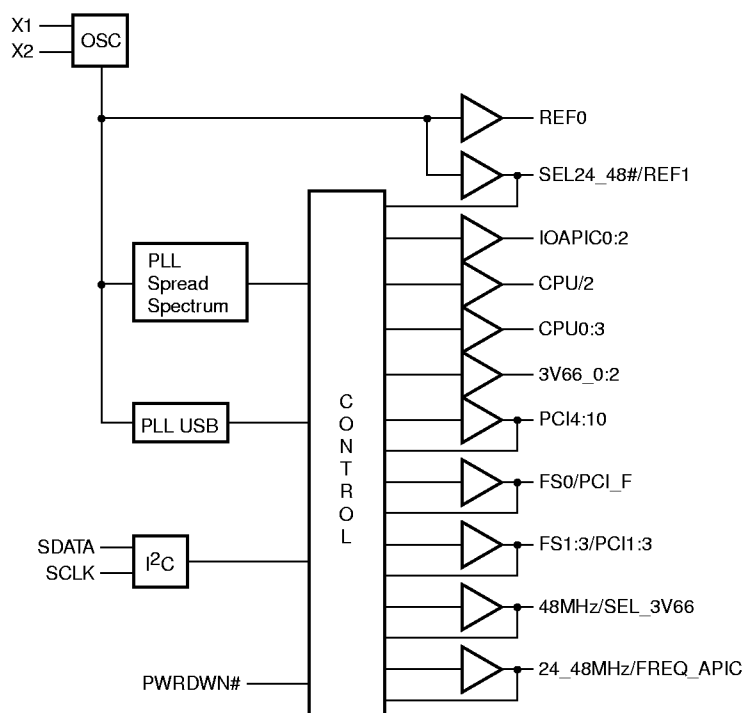 X1
X2
OSC
REF0
SEL24_48#/REF1
IOAPIC0:2
PLL
Spread
Spectrum
CPU/2
CPU0:3
3V66_0:2
PLL USB
CONTROL
PCI4:10
FS0/PCI_F
SDATA
SCLK
I²C
FS1:3/PCI1:3
48MHz/SEL_3V66
PWRDWN#
24_48MHz/FREQ_APIC